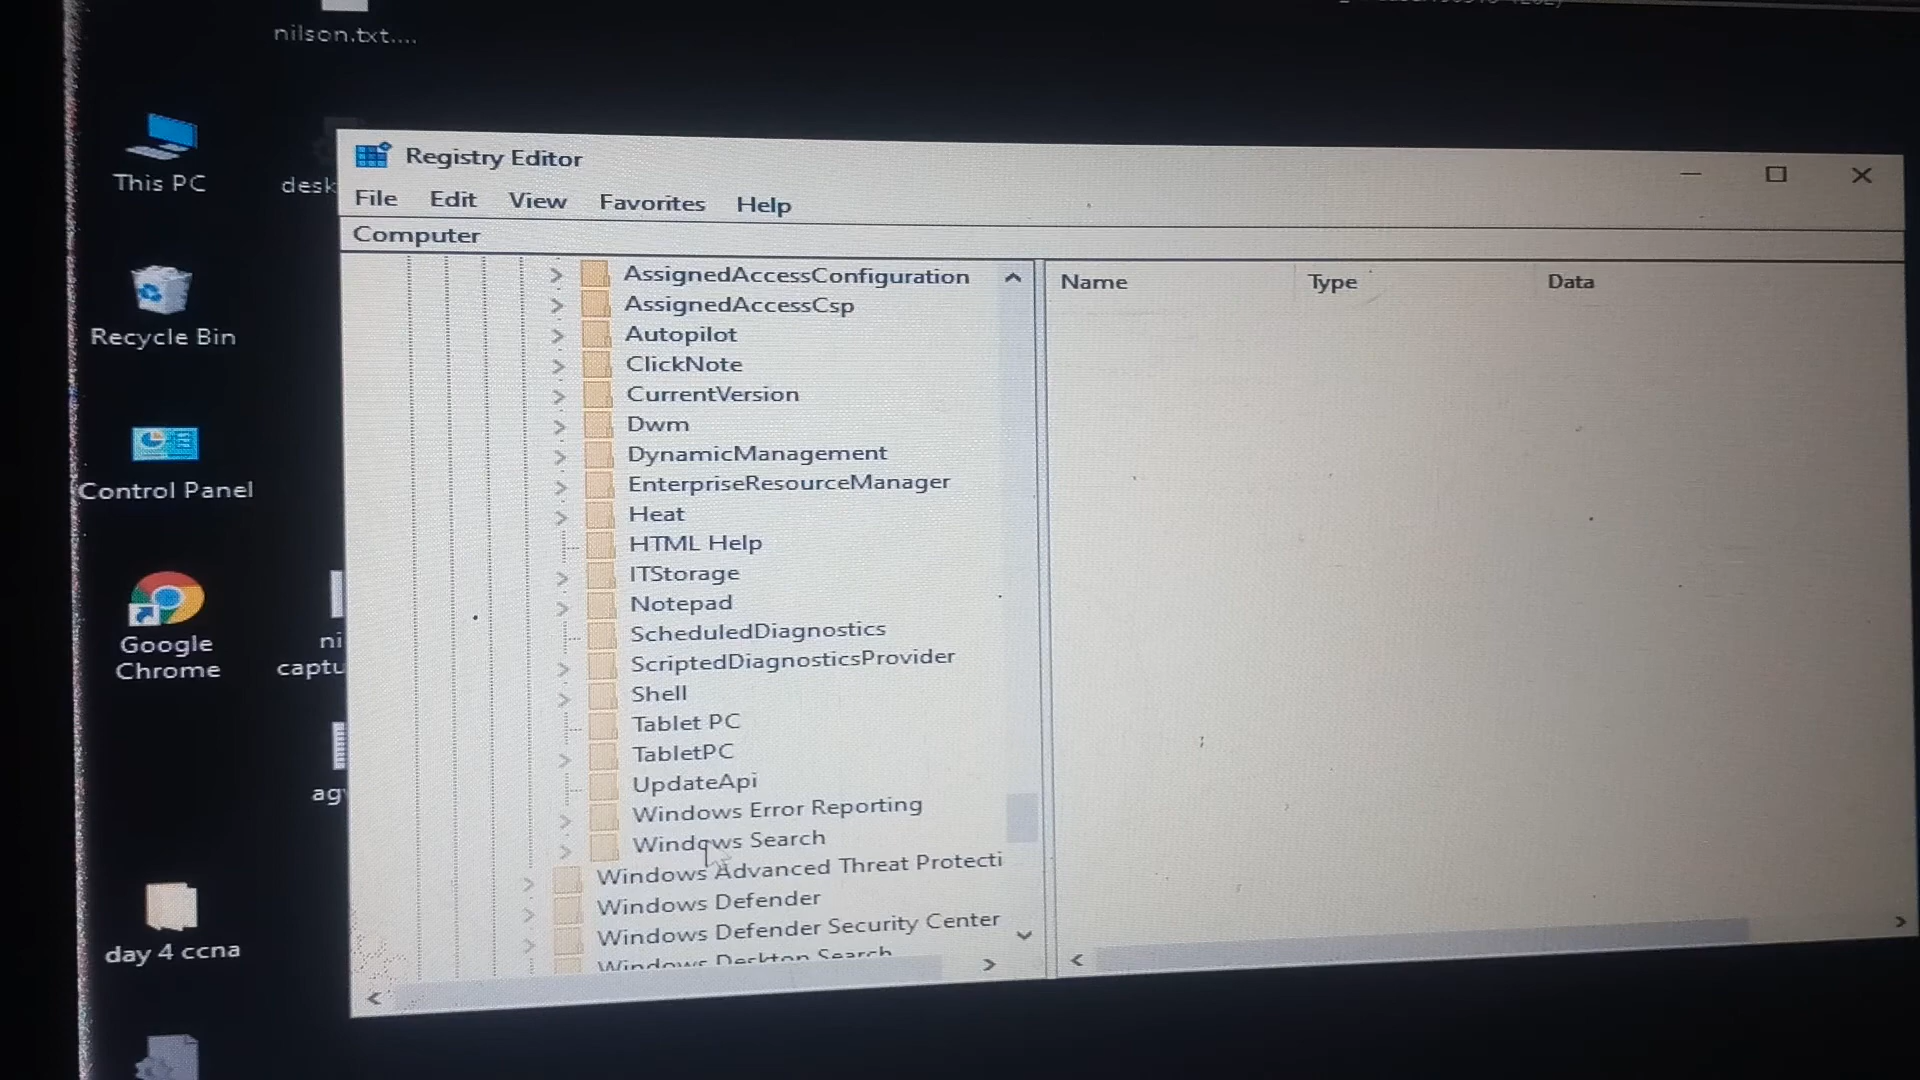 nilson.txt....
This PC
desk
Recycle Bin
Control Panel
Google
Chrome
ni
captu
ag
day 4 ccna
Registry Editor
File Edit View Favorites Help
Computer
AssignedAccessConfiguration
AssignedAccessCsp
Autopilot
ClickNote
CurrentVersion
Dwm
DynamicManagement
EnterpriseResourceManager
Heat
HTML Help
ITStorage
Notepad
ScheduledDiagnostics
ScriptedDiagnosticsProvider
Shell
Tablet PC
TabletPC
UpdateApi
Windows Error Reporting
Windows Search
Windows Advanced Threat Protecti
Windows Defender
Windows Defender Security Center
Windows Desktop Search
Name Type Data